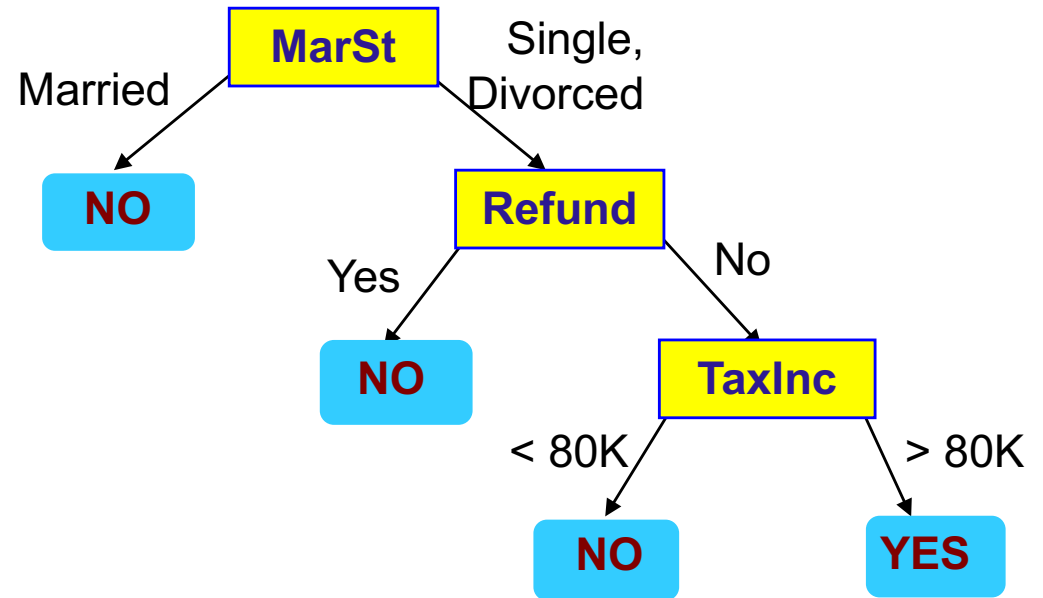 MarSt
Single,
Divorced
Married
NO
Refund
Yes
No
NO
TaxInc
< 80K
> 80K
NO
YES